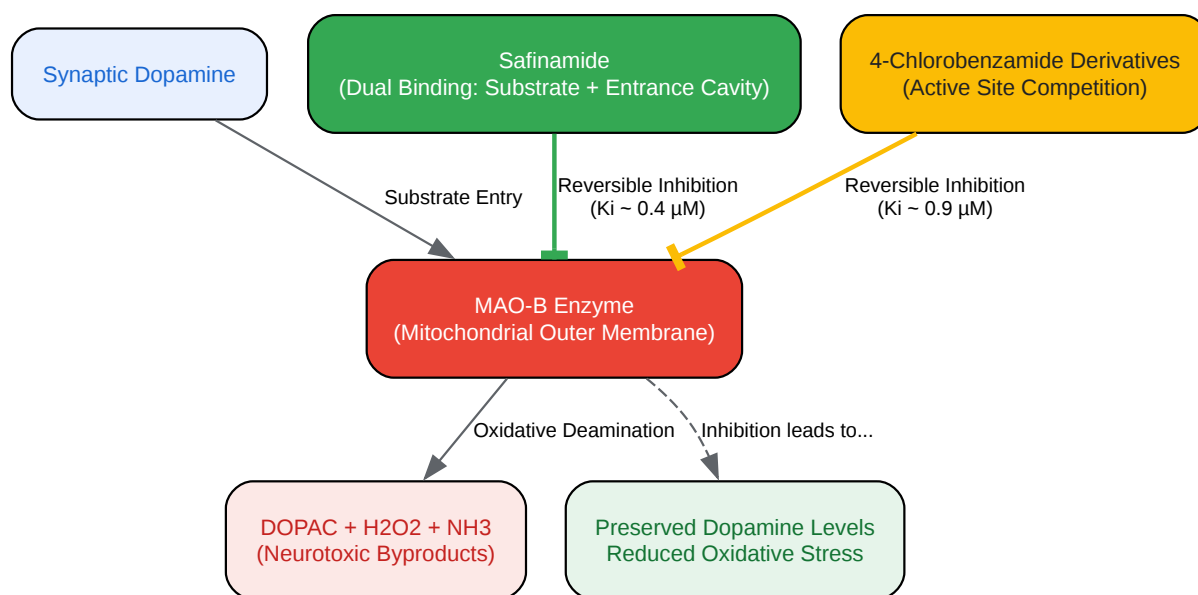 Synaptic Dopamine
Safinamide
(Dual Binding: Substrate + Entrance Cavity)
4-Chlorobenzamide Derivatives
(Active Site Competition)
Substrate Entry
Reversible Inhibition
(Ki ~ 0.4 µM)
Reversible Inhibition
(Ki ~ 0.9 µM)
MAO-B Enzyme
(Mitochondrial Outer Membrane)
Oxidative Deamination
Inhibition leads to...
DOPAC + H2O2 + NH3
(Neurotoxic Byproducts)
Preserved Dopamine Levels
Reduced Oxidative Stress